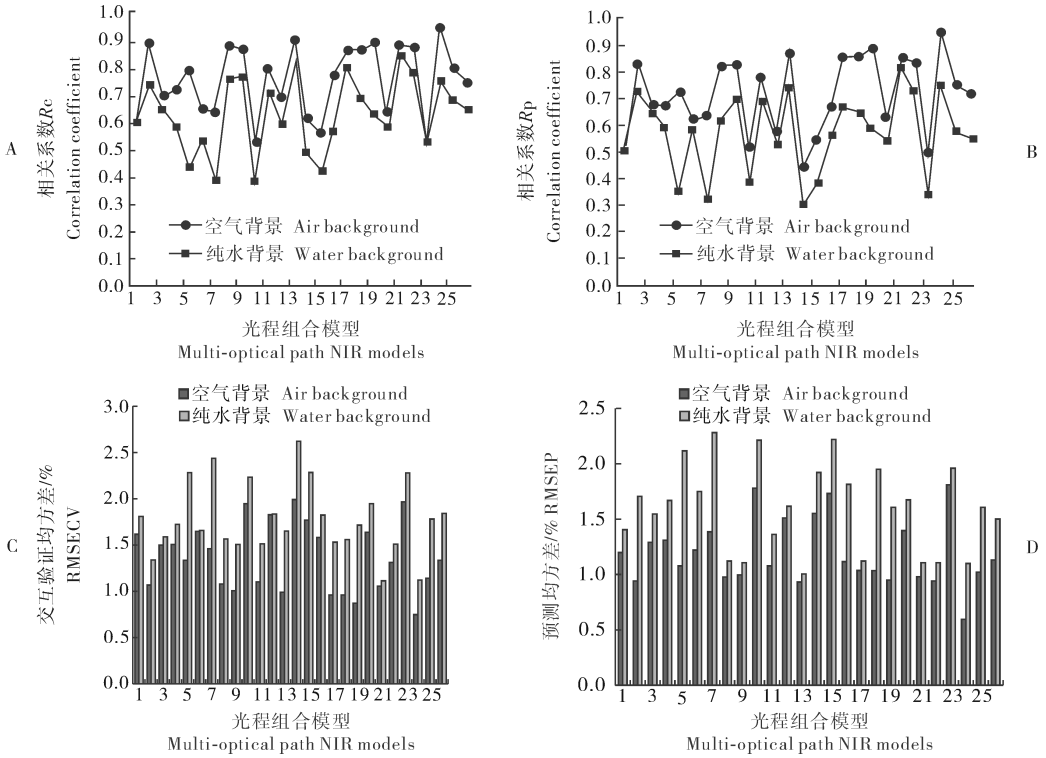 A
相关系数Rc
Correlation coefficient
1.0
0.9
0.8
0.7
0.6
0.5
0.4
0.3
0.2
0.1
0.0
空气背景 Air background
纯水背景 Water background
1 3 5 7 9 11 13 15 17 19 21 23 25
光程组合模型
Multi-optical path NIR models
相关系数Rp
Correlation coefficient
1.0
0.9
0.8
0.7
0.6
0.5
0.4
0.3
0.2
0.1
0.0
空气背景 Air background
纯水背景 Water background
1 3 5 7 9 11 13 15 17 19 21 23 25
光程组合模型
Multi-optical path NIR models
B
C
交互验证均方差/%
RMSECV
空气背景 Air background
纯水背景 Water background
3.0
2.5
2.0
1.5
1.0
0.5
0.0
1 3 5 7 9 11 13 15 17 19 21 23 25
光程组合模型
Multi-optical path NIR models
预测均方差/% RMSEP
空气背景 Air background
纯水背景 Water background
2.5
2.0
1.5
1.0
0.5
0.0
1 3 5 7 9 11 13 15 17 19 21 23 25
光程组合模型
Multi-optical path NIR models
D